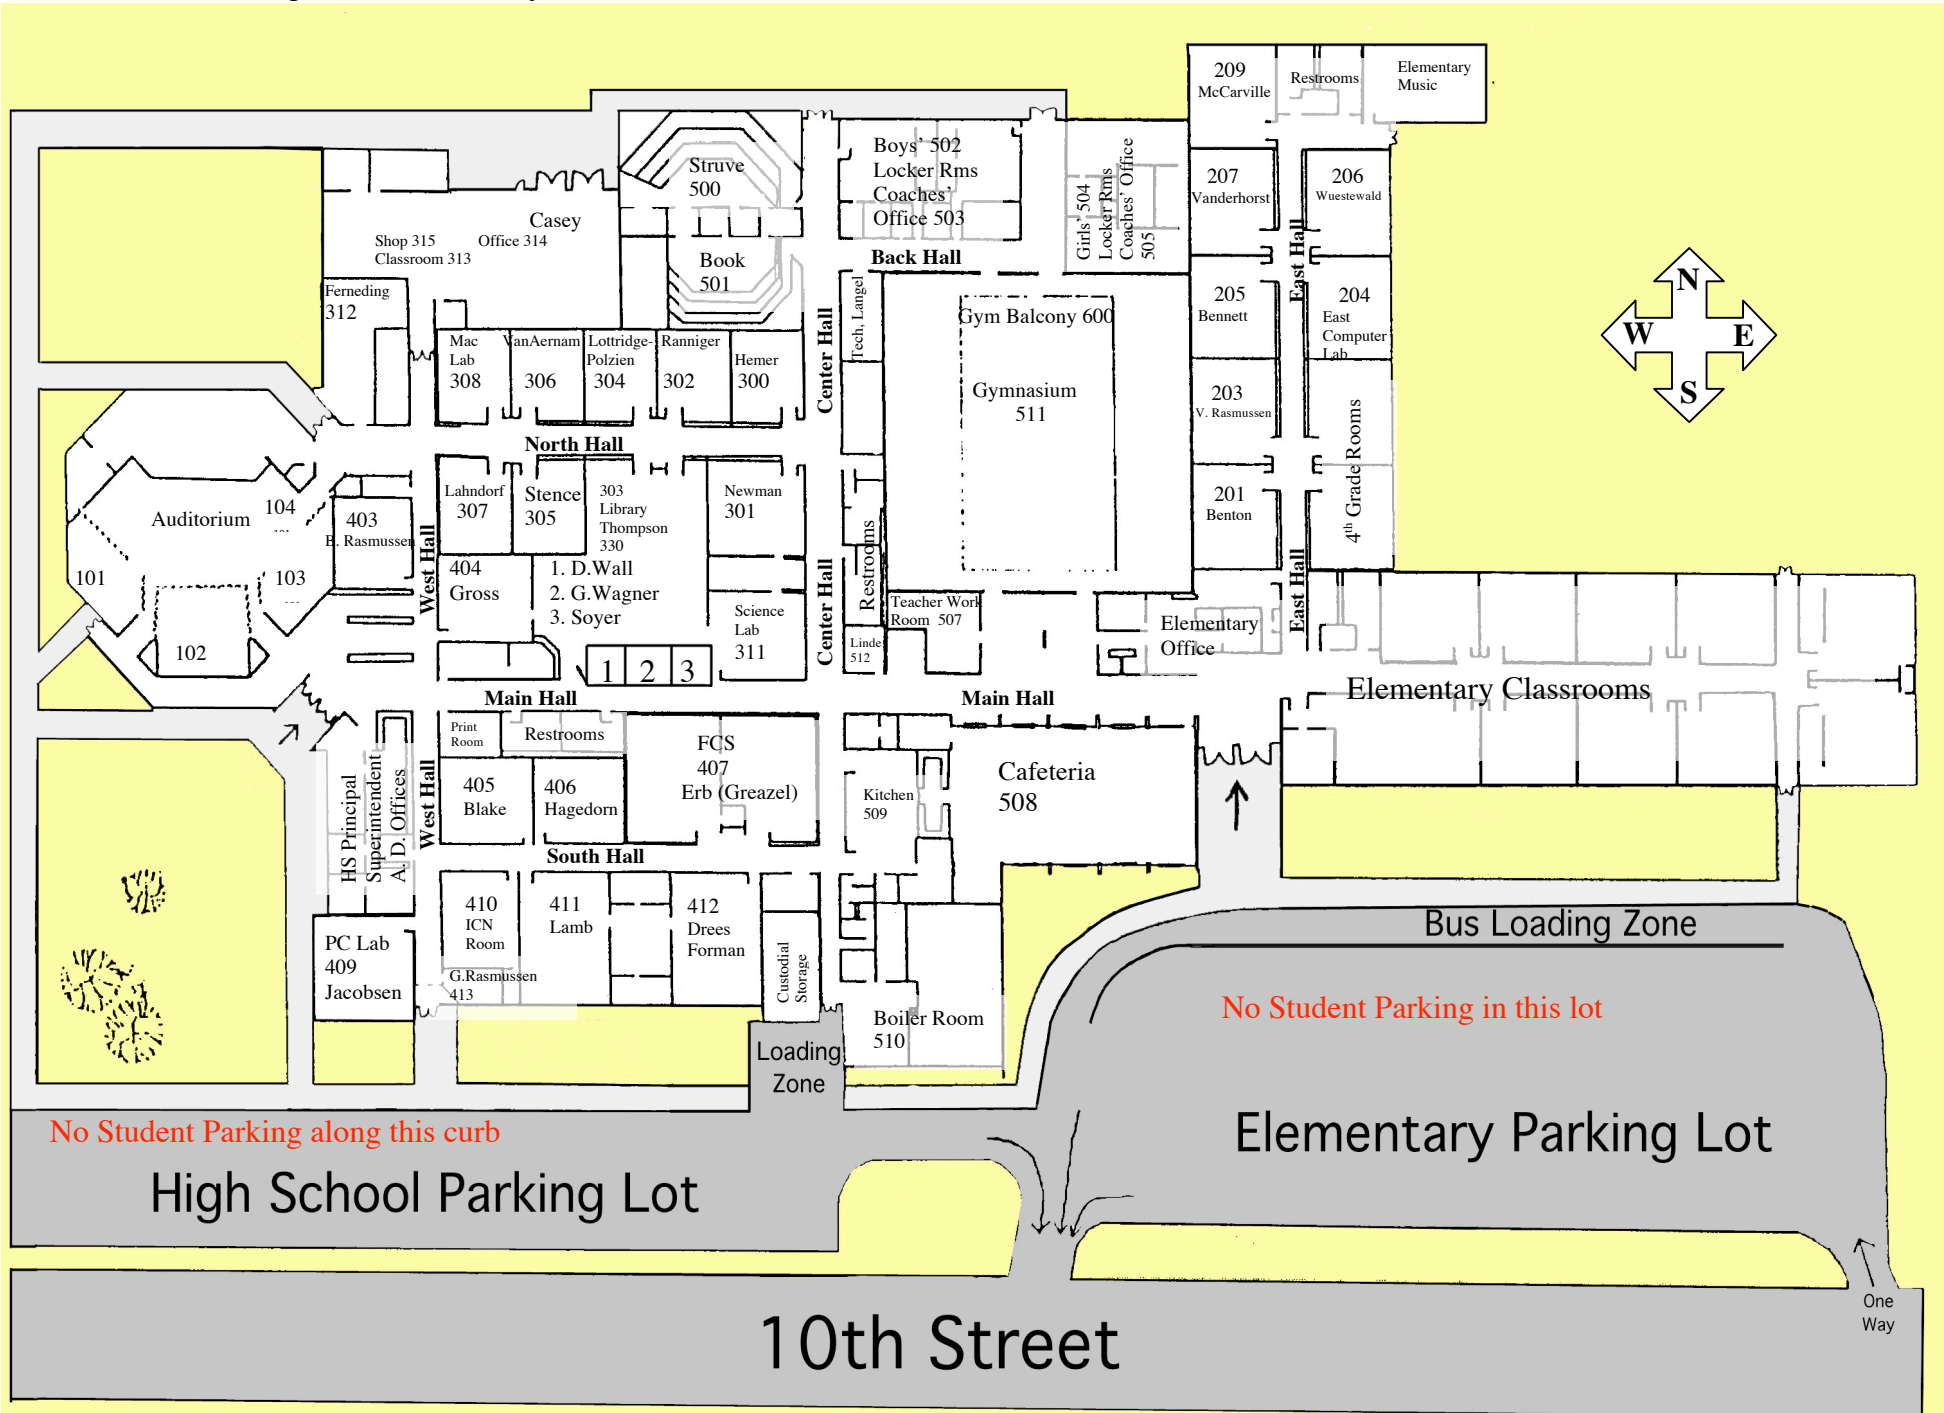 209
McCarville
Restrooms
Elementary
Music
Struve
500
Boys' 502
Locker Rms
Coaches'
Office 503
Girls' 504
Locker Rms
Coaches' Office
505
207
Vanderhorst
206
Wuestewald
Casey
Shop 315
Office 314
Classroom 313
Book
501
Back Hall
East Hall
N
W
E
S
Ferneding
312
Tech, Langel
Gym Balcony 600
205
Bennett
204
East
Computer
Lab
Mac
Lab
308
VanAernam
306
Lottridge-
Polzien
304
Ranniger
302
Hemer
300
Center Hall
Gymnasium
511
203
V. Rasmussen
4th Grade Rooms
North Hall
Auditorium
104
403
B. Rasmussen
Lahndorf
307
Stence
305
303
Library
Thompson
330
Newman
301
201
Benton
101
103
102
West Hall
404
Gross
1. D.Wall
2. G.Wagner
3. Soyer
Science
Lab
311
Center Hall
Restrooms
Linde
512
Teacher Work
Room 507
Elementary
Office
East Hall
1 2 3
Main Hall
Main Hall
Elementary Classrooms
Print
Room
Restrooms
FCS
407
Erb (Greazel)
HS Principal
Superintendent
A. D. Offices
West Hall
405
Blake
406
Hagedorn
Kitchen
509
Cafeteria
508
South Hall
PC Lab
409
Jacobsen
410
ICN
Room
G.Rasmussen
413
411
Lamb
412
Drees
Forman
Custodial
Storage
Boiler Room
510
Bus Loading Zone
No Student Parking in this lot
Loading
Zone
No Student Parking along this curb
High School Parking Lot
Elementary Parking Lot
One
Way
10th Street